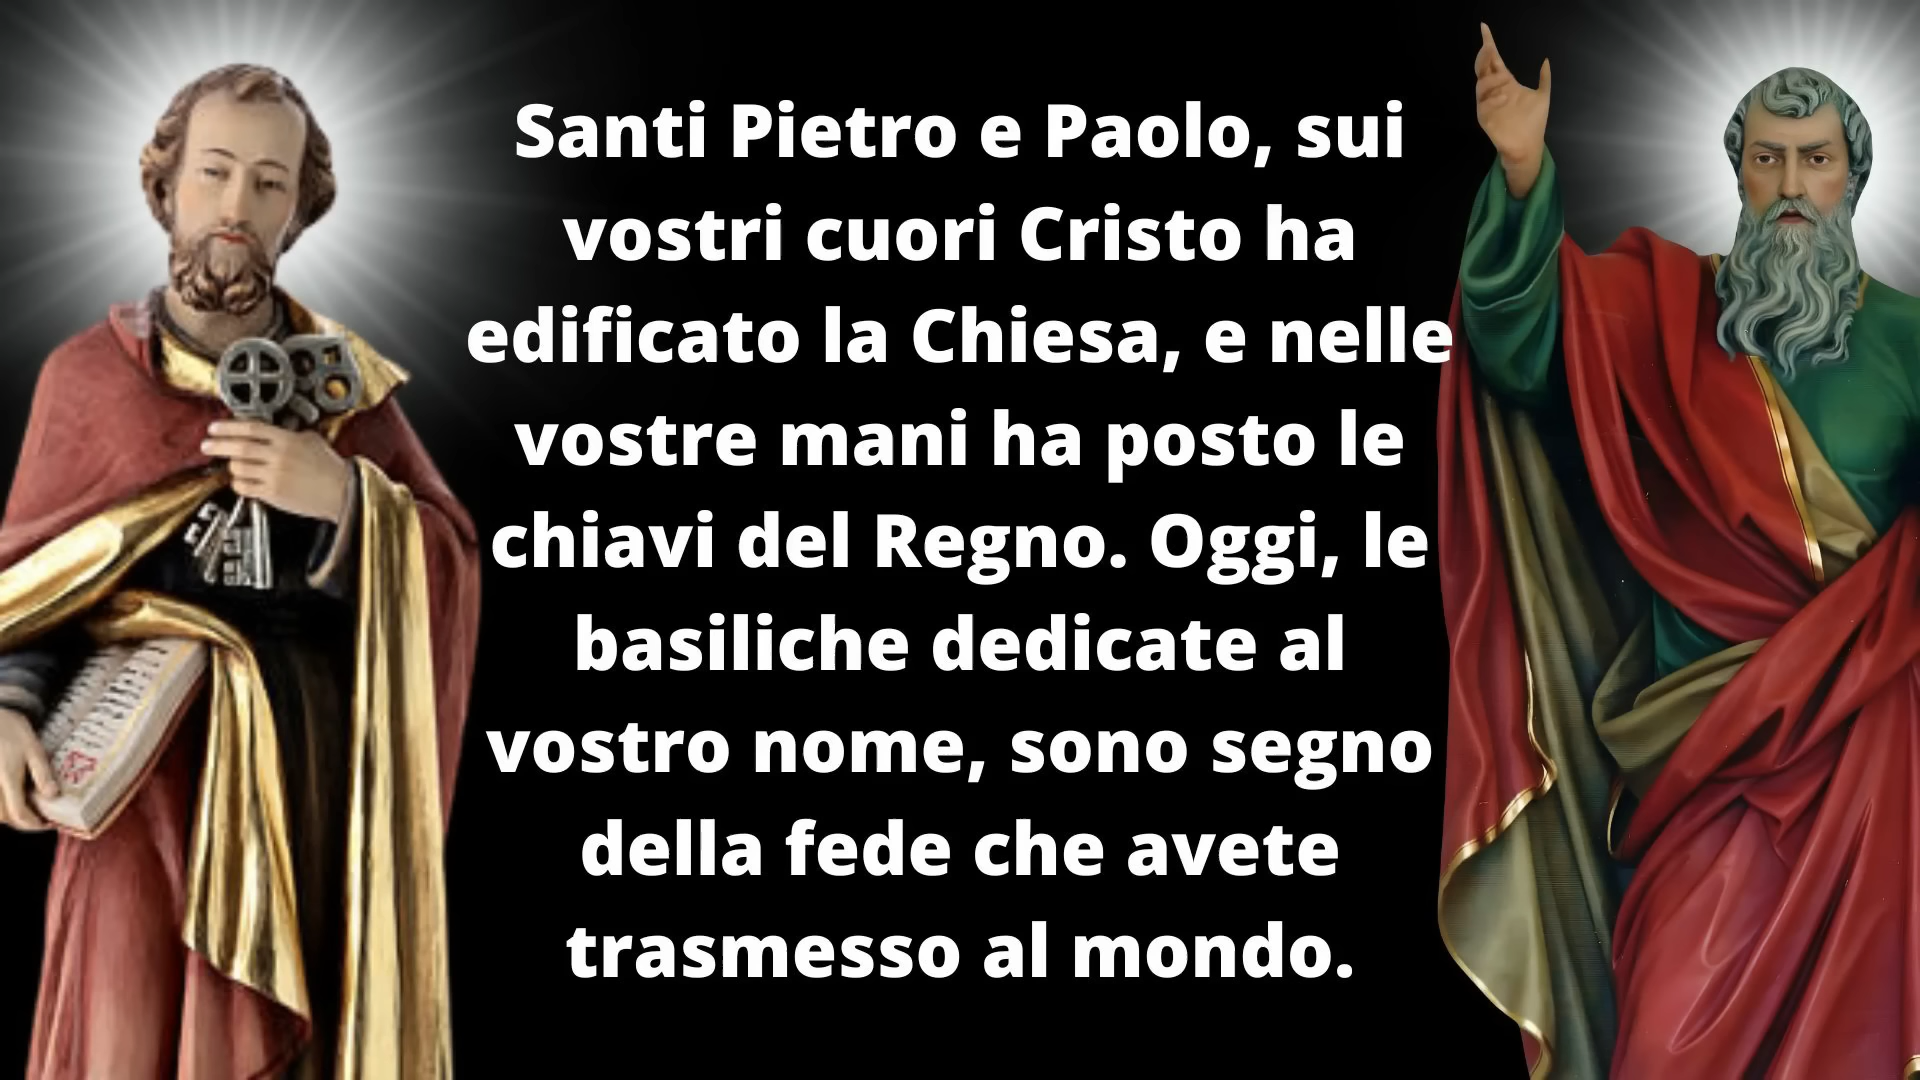 Santi Pietro e Paolo, sui
vostri cuori Cristo ha
edificato la Chiesa, e nelle
vostre mani ha posto le
chiavi del Regno. Oggi, le
basiliche dedicate al
vostro nome, sono segno
della fede che avete
trasmesso al mondo.